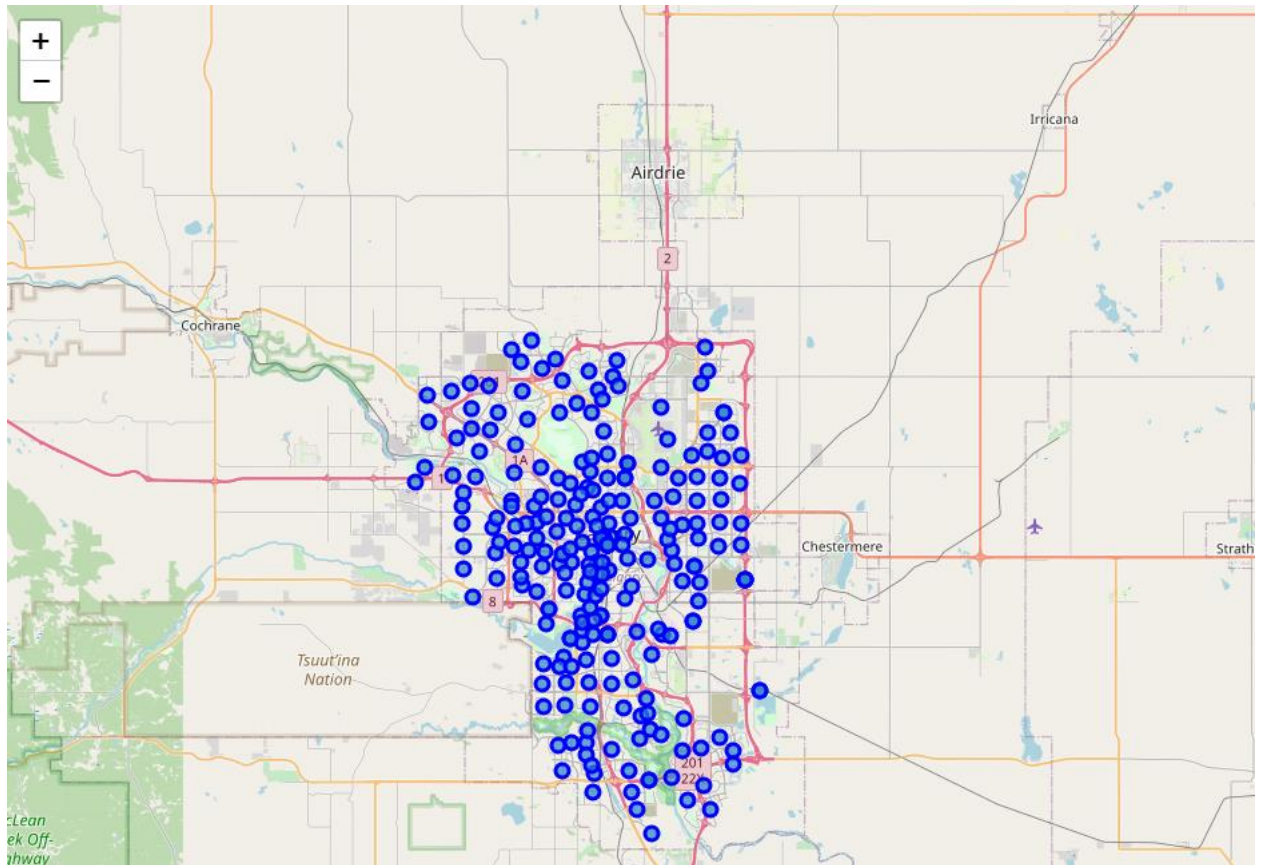 +
−
Irricana
Airdrie
2
Cochrane
1A
1
Chestermere
Strath
8
Tsuut'ina
Nation
201
22X
cLean
ek Off-
ghway